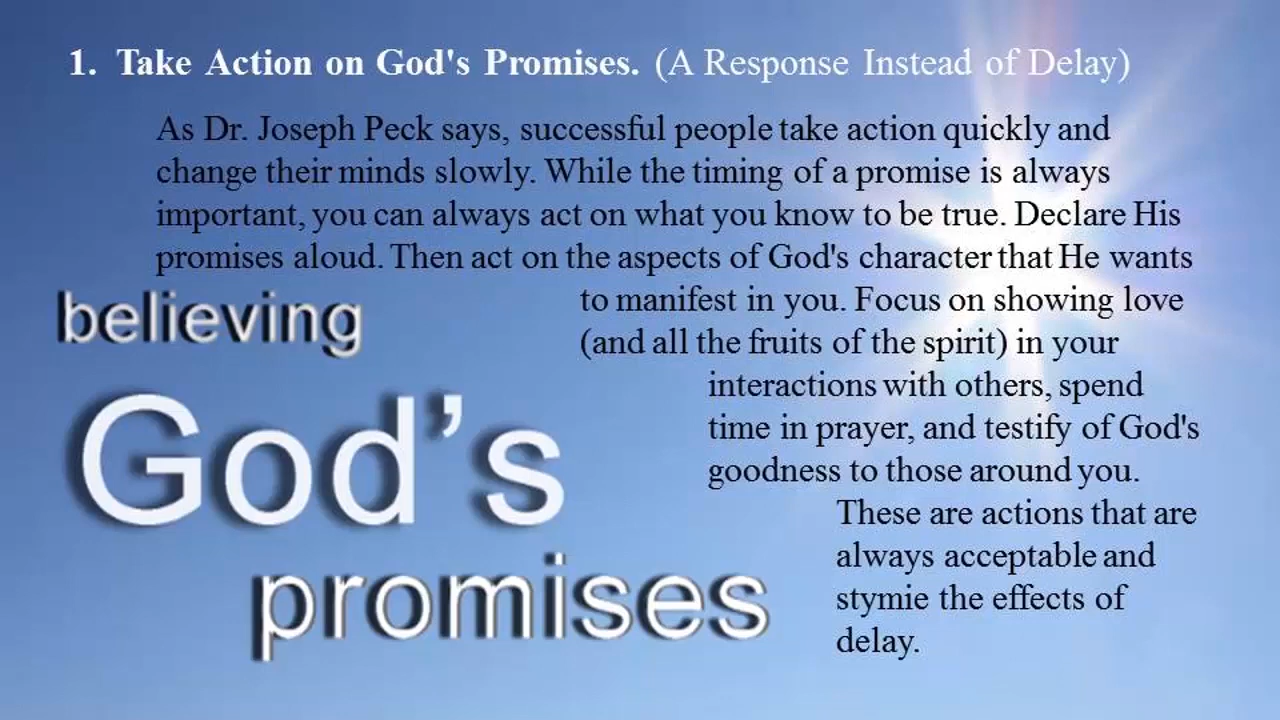 1. Take Action on God's Promises. (A Response Instead of Delay)
As Dr. Joseph Peck says, successful people take action quickly and
change their minds slowly. While the timing of a promise is always
important, you can always act on what you know to be true. Declare His
promises aloud. Then act on the aspects of God's character that He wants
to manifest in you. Focus on showing love
(and all the fruits of the spirit) in your
interactions with others, spend
time in prayer, and testify of God's
goodness to those around you.
These are actions that are
always acceptable and
stymie the effects of
delay.
believing
God’s
promises